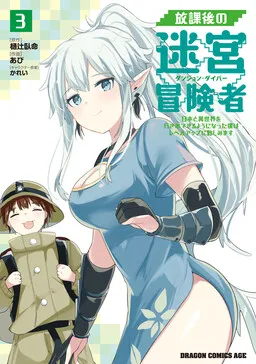 放課後の
迷宮
ダンジョン・ダイバー
冒険者
日本と異世界を
行き来できるようになった僕は
レベルアップに勤しみます
3
[原作]
樋辻臥命
[作画]
あび
[キャラクター原案]
かれい
DRAGON COMICS AGE